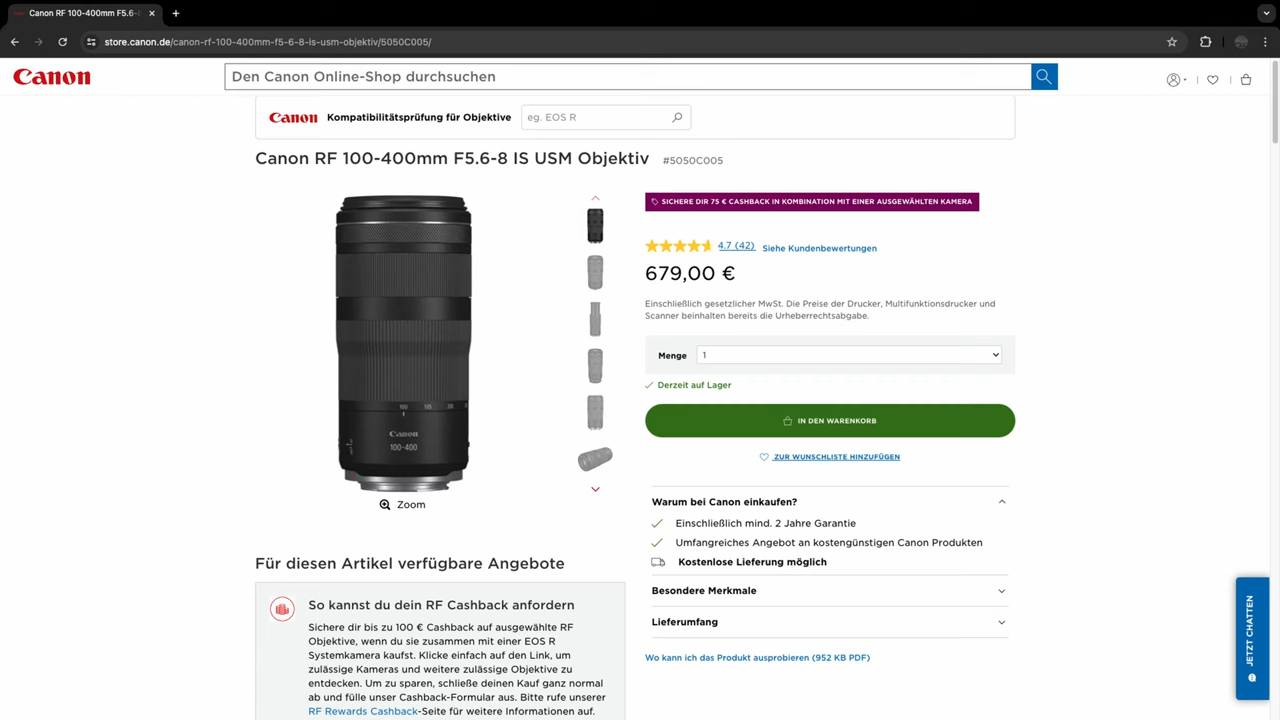 Canon RF 100-400mm F5.6-8
store.canon.de/canon-rf-100-400mm-f5-6-8-is-usm-objektiv/5050C005/
Canon
Den Canon Online-Shop durchsuchen
Canon Kompatibilitätsprüfung für Objektive
eg. EOS R
Canon RF 100-400mm F5.6-8 IS USM Objektiv #5050C005
SICHERE DIR 75 € CASHBACK IN KOMBINATION MIT EINER AUSGEWÄHLTEN KAMERA
4.7 (42) Siehe Kundenbewertungen
679,00 €
Einschließlich gesetzlicher MwSt. Die Preise der Drucker, Multifunktionsdrucker und
Scanner beinhalten bereits die Urheberrechtsabgabe.
Menge 1
Derzeit auf Lager
IN DEN WARENKORB
ZUR WUNSCHLISTE HINZUFÜGEN
100 135 200
Canon
100-400
Zoom
Warum bei Canon einkaufen?
Einschließlich mind. 2 Jahre Garantie
Umfangreiches Angebot an kostengünstigen Canon Produkten
Kostenlose Lieferung möglich
Besondere Merkmale
Lieferumfang
Wo kann ich das Produkt ausprobieren (952 KB PDF)
Für diesen Artikel verfügbare Angebote
So kannst du dein RF Cashback anfordern
Sichere dir bis zu 100 € Cashback auf ausgewählte RF
Objektive, wenn du sie zusammen mit einer EOS R
Systemkamera kaufst. Klicke einfach auf den Link, um
zulässige Kameras und weitere zulässige Objektive zu
entdecken. Um zu sparen, schließe deinen Kauf ganz normal
ab und fülle unser Cashback-Formular aus. Bitte rufe unserer
RF Rewards Cashback-Seite für weitere Informationen auf.
JETZT CHATTEN